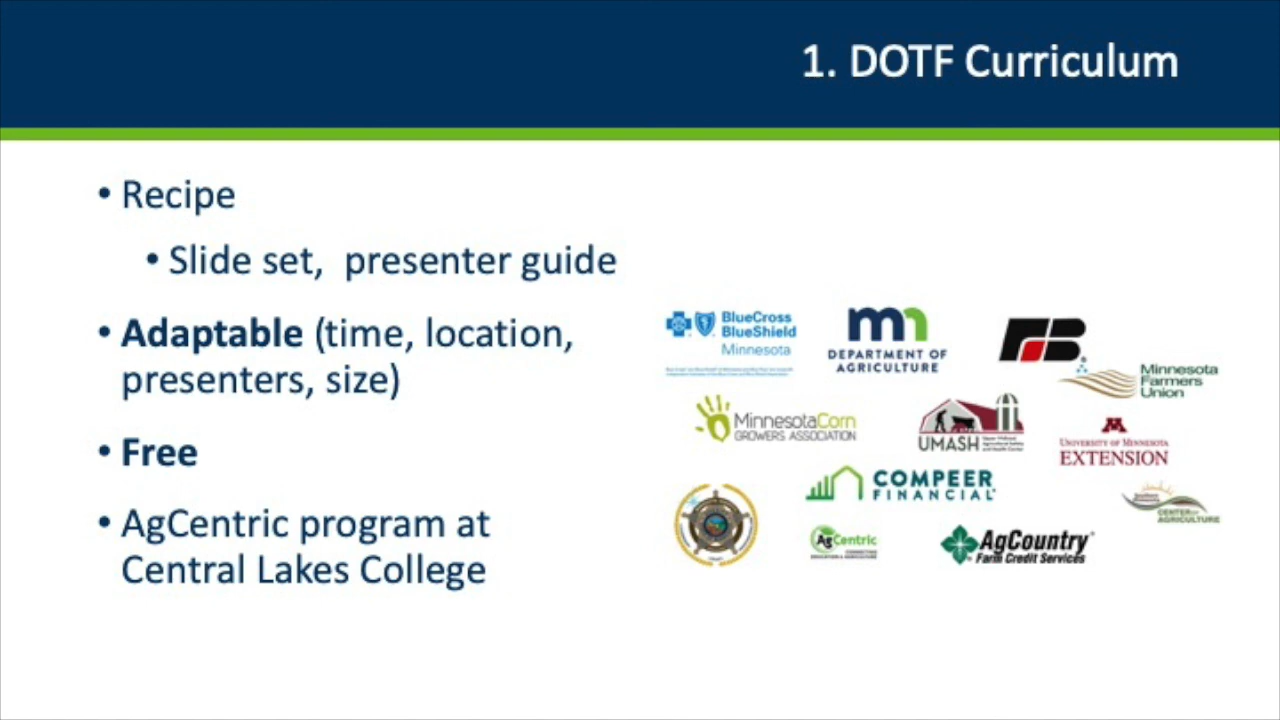 1. DOTF Curriculum
• Recipe
• Slide set, presenter guide
• Adaptable (time, location,
presenters, size)
• Free
• AgCentric program at
Central Lakes College
BlueCross
BlueShield
Minnesota
DEPARTMENT OF
AGRICULTURE
FB
Minnesota
Farmers
Union
MinnesotaCorn
GROWERS ASSOCIATION
UMASH
UNIVERSITY OF MINNESOTA
EXTENSION
COMPEER
FINANCIAL
CENTER of
AGRICULTURE
AgCentric
AgCountry
Farm Credit Services